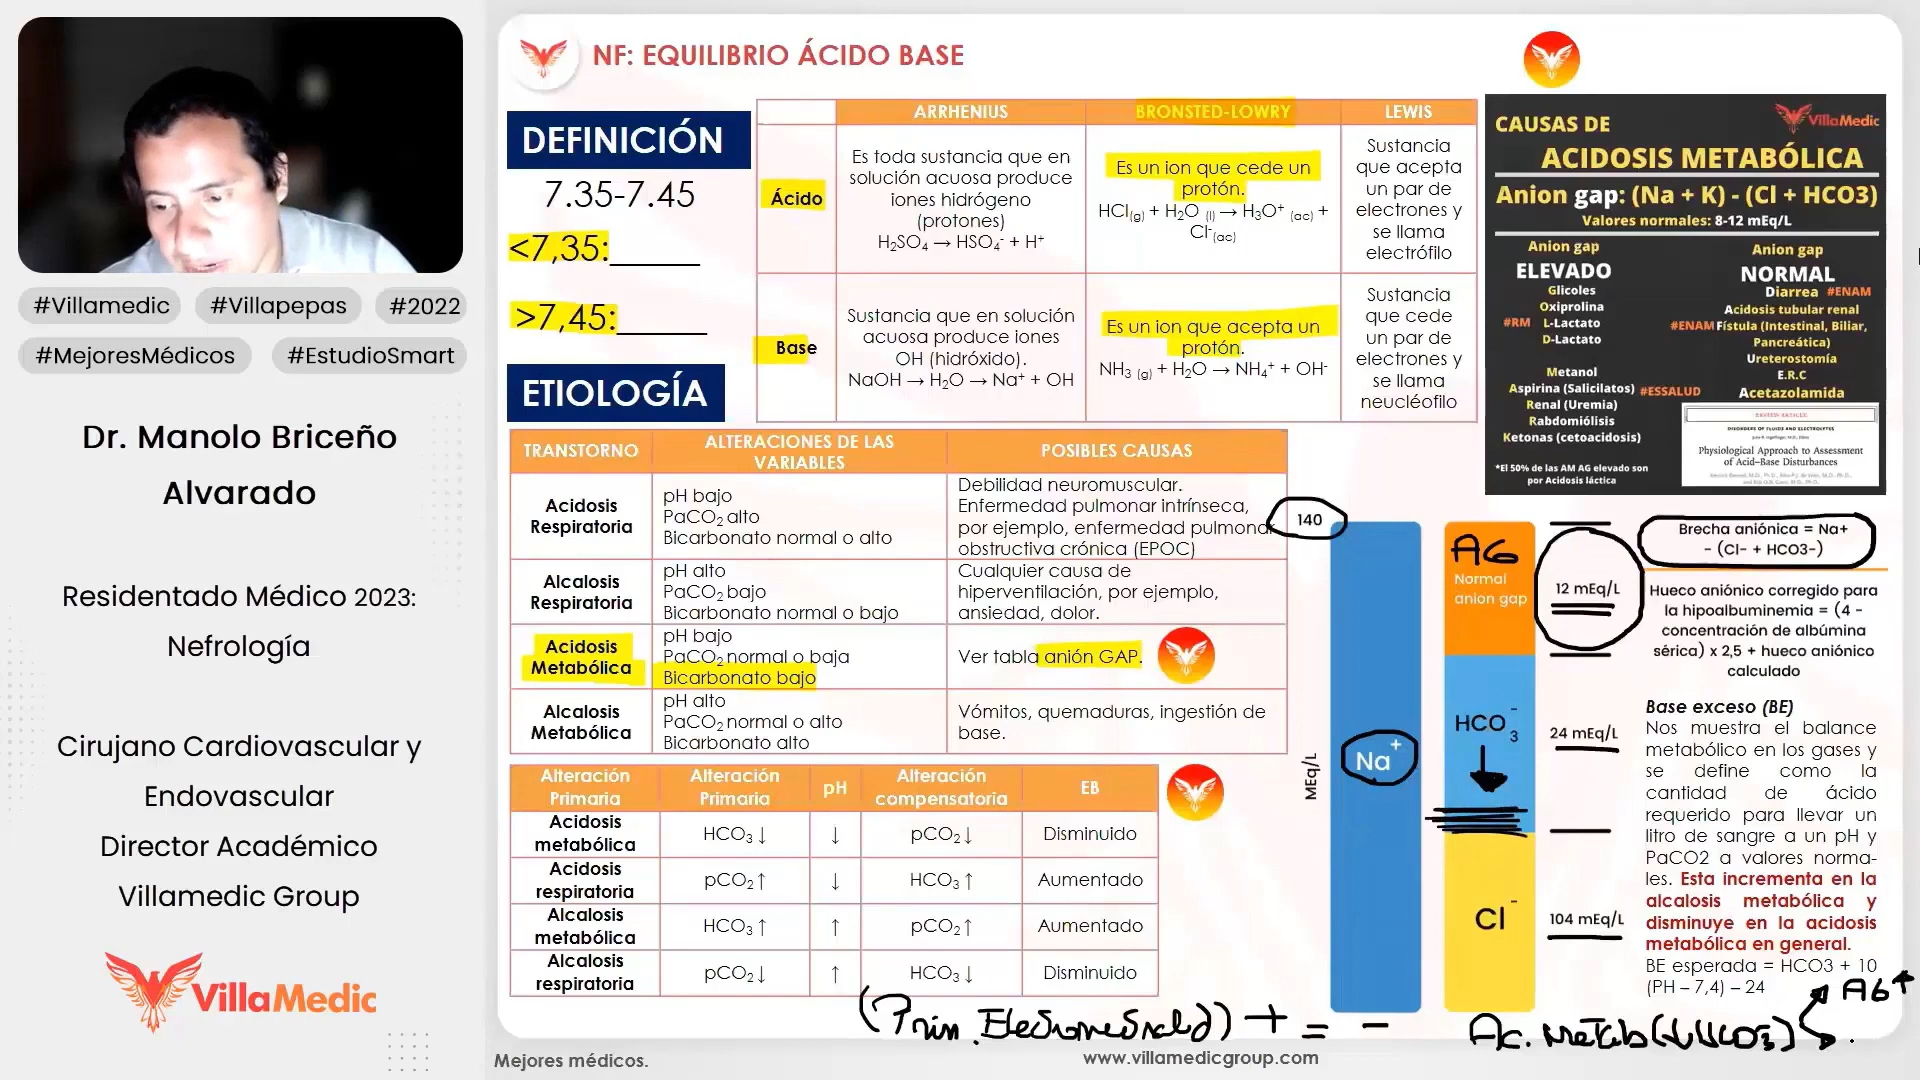 #Villamedic #Villapepas #2022
#MejoresMédicos #EstudioSmart
Dr. Manolo Briceño
Alvarado
Residentado Médico 2023:
Nefrología
Cirujano Cardiovascular y
Endovascular
Director Académico
Villamedic Group
VillaMedic
NF: EQUILIBRIO ÁCIDO BASE
DEFINICIÓN
7.35-7.45
<7,35:______
>7,45:______
ETIOLOGÍA
ARRHENIUS BRONSTED-LOWRY LEWIS
Ácido
Es toda sustancia que en
solución acuosa produce
iones hidrógeno
(protones)
H₂SO₄ → HSO₄⁻ + H⁺
Es un ion que cede un
protón.
HCl(g) + H₂O (l) → H₃O⁺ (ac) +
Cl⁻(ac)
Sustancia
que acepta
un par de
electrones y
se llama
electrófilo
Base
Sustancia que en solución
acuosa produce iones
OH (hidróxido).
NaOH → H₂O → Na⁺ + OH
Es un ion que acepta un
protón.
NH₃ (g) + H₂O → NH₄⁺ + OH⁻
Sustancia
que cede
un par de
electrones y
se llama
neucléofilo
TRANSTORNO
ALTERACIONES DE LAS
VARIABLES
POSIBLES CAUSAS
Acidosis
Respiratoria
pH bajo
PaCO₂ alto
Bicarbonato normal o alto
Debilidad neuromuscular.
Enfermedad pulmonar intrínseca,
por ejemplo, enfermedad pulmonar
obstructiva crónica (EPOC)
Alcalosis
Respiratoria
pH alto
PaCO₂ bajo
Bicarbonato normal o bajo
Cualquier causa de
hiperventilación, por ejemplo,
ansiedad, dolor.
Acidosis
Metabólica
pH bajo
PaCO₂ normal o baja
Bicarbonato bajo
Ver tabla anión GAP.
Alcalosis
Metabólica
pH alto
PaCO₂ normal o alto
Bicarbonato alto
Vómitos, quemaduras, ingestión de
base.
Alteración
Primaria
Alteración
Primaria
pH
Alteración
compensatoria
EB
Acidosis
metabólica
HCO₃ ↓ ↓ pCO₂ ↓ Disminuido
Acidosis
respiratoria
pCO₂ ↑ ↓ HCO₃ ↑ Aumentado
Alcalosis
metabólica
HCO₃ ↑ ↑ pCO₂ ↑ Aumentado
Alcalosis
respiratoria
pCO₂ ↓ ↑ HCO₃ ↓ Disminuido
VillaMedic
CAUSAS DE
ACIDOSIS METABÓLICA
Anion gap: (Na + K) - (Cl + HCO3)
Valores normales: 8-12 mEq/L
Anion gap
ELEVADO
Glicoles
Oxiprolina
#RM L-Lactato
D-Lactato
Metanol
Aspirina (Salicilatos) #ESSALUD
Renal (Uremia)
Rabdomiólisis
Ketonas (cetoacidosis)
*El 50% de las AM AG elevado son
por Acidosis láctica
Anion gap
NORMAL
Diarrea #ENAM
Acidosis tubular renal
#ENAM Fístula (Intestinal, Biliar,
Pancreática)
Ureterostomía
E.R.C
Acetazolamida
DISORDERS OF FLUIDS AND ELECTROLYTES
Physiological Approach to Assessment
of Acid–Base Disturbances
140
MEq/L
Na⁺
AG
Normal
anion gap
12 mEq/L
HCO₃⁻
24 mEq/L
Cl⁻
104 mEq/L
Brecha aniónica = Na+
- (Cl- + HCO3-)
Hueco aniónico corregido para
la hipoalbuminemia = (4 -
concentración de albúmina
sérica) x 2,5 + hueco aniónico
calculado
Base exceso (BE)
Nos muestra el balance
metabólico en los gases y
se define como la
cantidad de ácido
requerido para llevar un
litro de sangre a un pH y
PaCO2 a valores norma-
les. Esta incrementa en la
alcalosis metabólica y
disminuye en la acidosis
metabólica en general.
BE esperada = HCO3 + 10
(PH – 7,4) – 24
AG↑
+ = -
Ac. Metab (↓HCO3)
Mejores médicos.
www.villamedicgroup.com